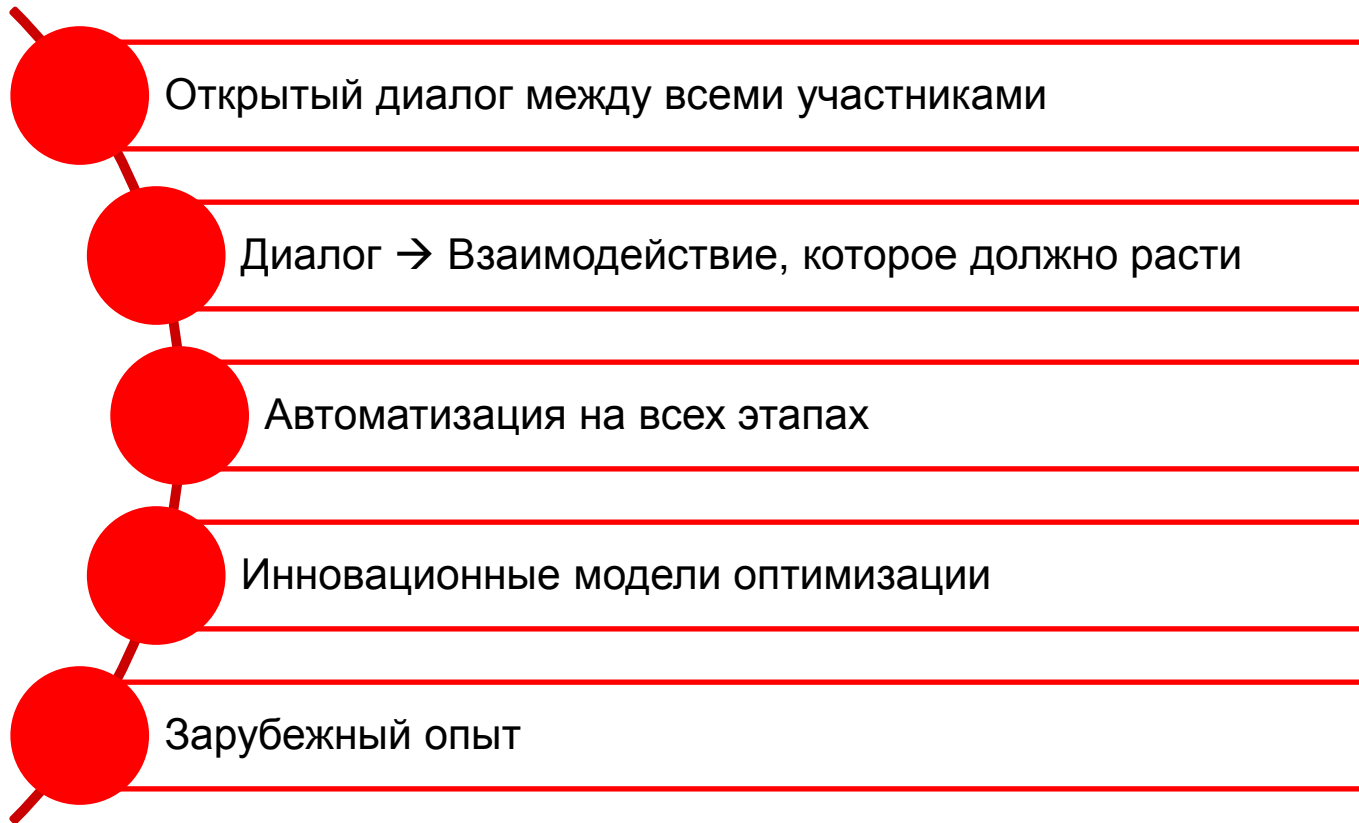 Открытый диалог между всеми участниками
Диалог → Взаимодействие, которое должно расти
Автоматизация на всех этапах
Инновационные модели оптимизации
Зарубежный опыт